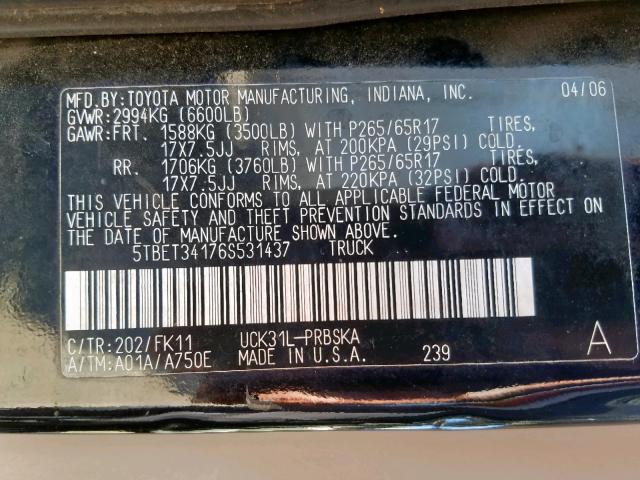 MFD.BY:TOYOTA MOTOR MANUFACTURING, INDIANA, INC. 04/06
GVWR:2994KG (6600LB)
GAWR:FRT. 1588KG (3500LB) WITH P265/65R17 TIRES,
17X7.5JJ RIMS, AT 200KPA (29PSI) COLD.
RR. 1706KG (3760LB) WITH P265/65R17 TIRES,
17X7.5JJ RIMS, AT 220KPA (32PSI) COLD.
THIS VEHICLE CONFORMS TO ALL APPLICABLE FEDERAL MOTOR
VEHICLE SAFETY AND THEFT PREVENTION STANDARDS IN EFFECT ON
THE DATE OF MANUFACTURE SHOWN ABOVE.
5TBET34176S531437 TRUCK
C/TR:202/FK11 UCK31L-PRBSKA A
A/TM:A01A/A750E MADE IN U.S.A. 239